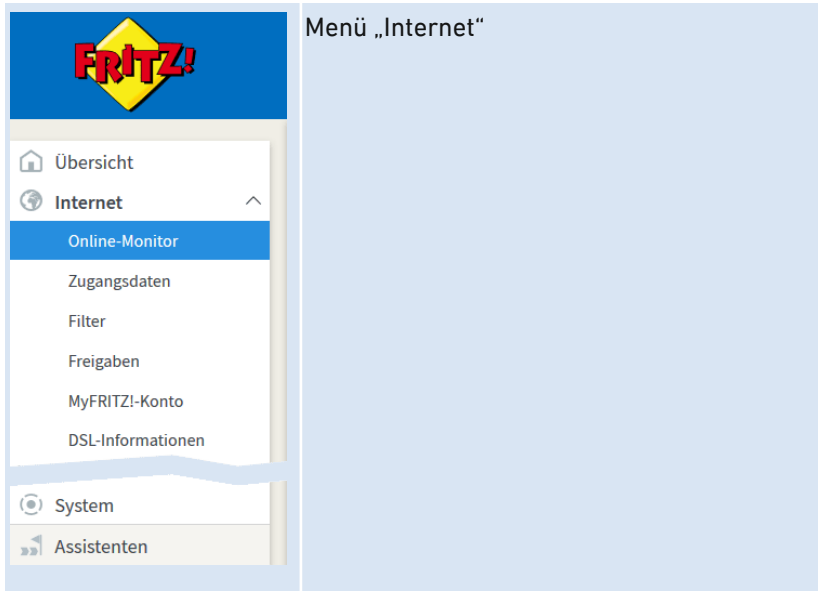 FRITZ!
Menü „Internet“
Übersicht
Internet
Online-Monitor
Zugangsdaten
Filter
Freigaben
MyFRITZ!-Konto
DSL-Informationen
System
Assistenten